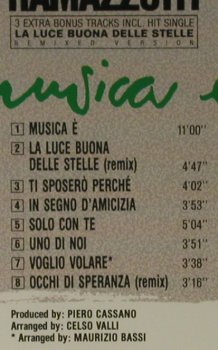 RAMAZZOTTI
3 EXTRA BONUS TRACKS INCL. HIT SINGLE
LA LUCE BUONA DELLE STELLE
REMIXED VERSION
musica è
1 MUSICA È 11'00"
2 LA LUCE BUONA
DELLE STELLE (remix) 4'47"
3 TI SPOSERÒ PERCHÉ 4'02"
4 IN SEGNO D'AMICIZIA 3'53"
5 SOLO CON TE 5'04"
6 UNO DI NOI 3'51"
7 VOGLIO VOLARE* 3'38"
8 OCCHI DI SPERANZA (remix) 3'16"
Produced by: PIERO CASSANO
Arranged by: CELSO VALLI
* Arranged by: MAURIZIO BASSI